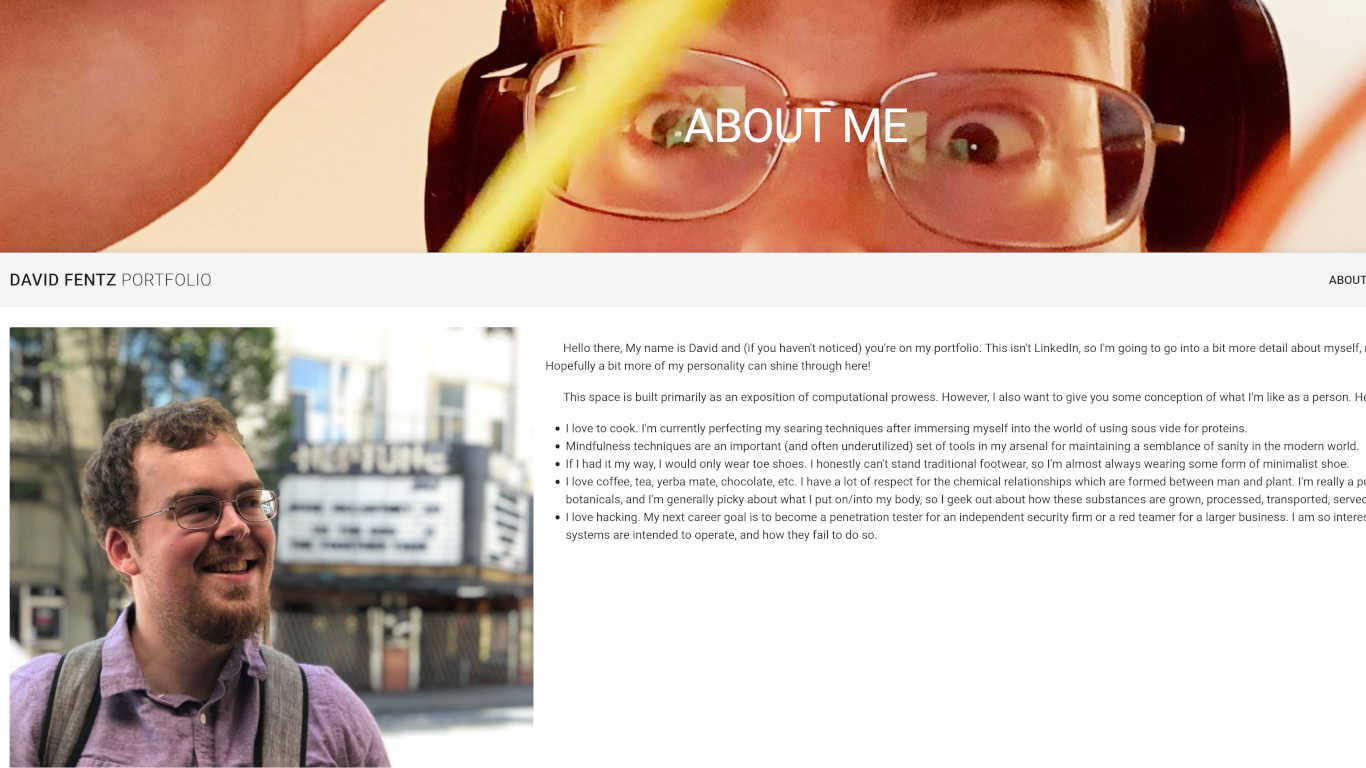 ABOUT ME
DAVID FENTZ PORTFOLIO
ABOUT
Hello there, My name is David and (if you haven't noticed) you're on my portfolio. This isn't LinkedIn, so I'm going to go into a bit more detail about myself,
Hopefully a bit more of my personality can shine through here!
This space is built primarily as an exposition of computational prowess. However, I also want to give you some conception of what I'm like as a person.
• I love to cook. I'm currently perfecting my searing techniques after immersing myself into the world of using sous vide for proteins.
• Mindfulness techniques are an important (and often underutilized) set of tools in my arsenal for maintaining a semblance of sanity in the modern world.
• If I had it my way, I would only wear toe shoes. I honestly can't stand traditional footwear, so I'm almost always wearing some form of minimalist shoe.
• I love coffee, tea, yerba mate, chocolate, etc. I have a lot of respect for the chemical relationships which are formed between man and plant. I'm really a
botanicals, and I'm generally picky about what I put on/into my body, so I geek out about how these substances are grown, processed, transported, served
• I love hacking. My next career goal is to become a penetration tester for an independent security firm or a red teamer for a larger business. I am so
systems are intended to operate, and how they fail to do so.
NEPTUNE